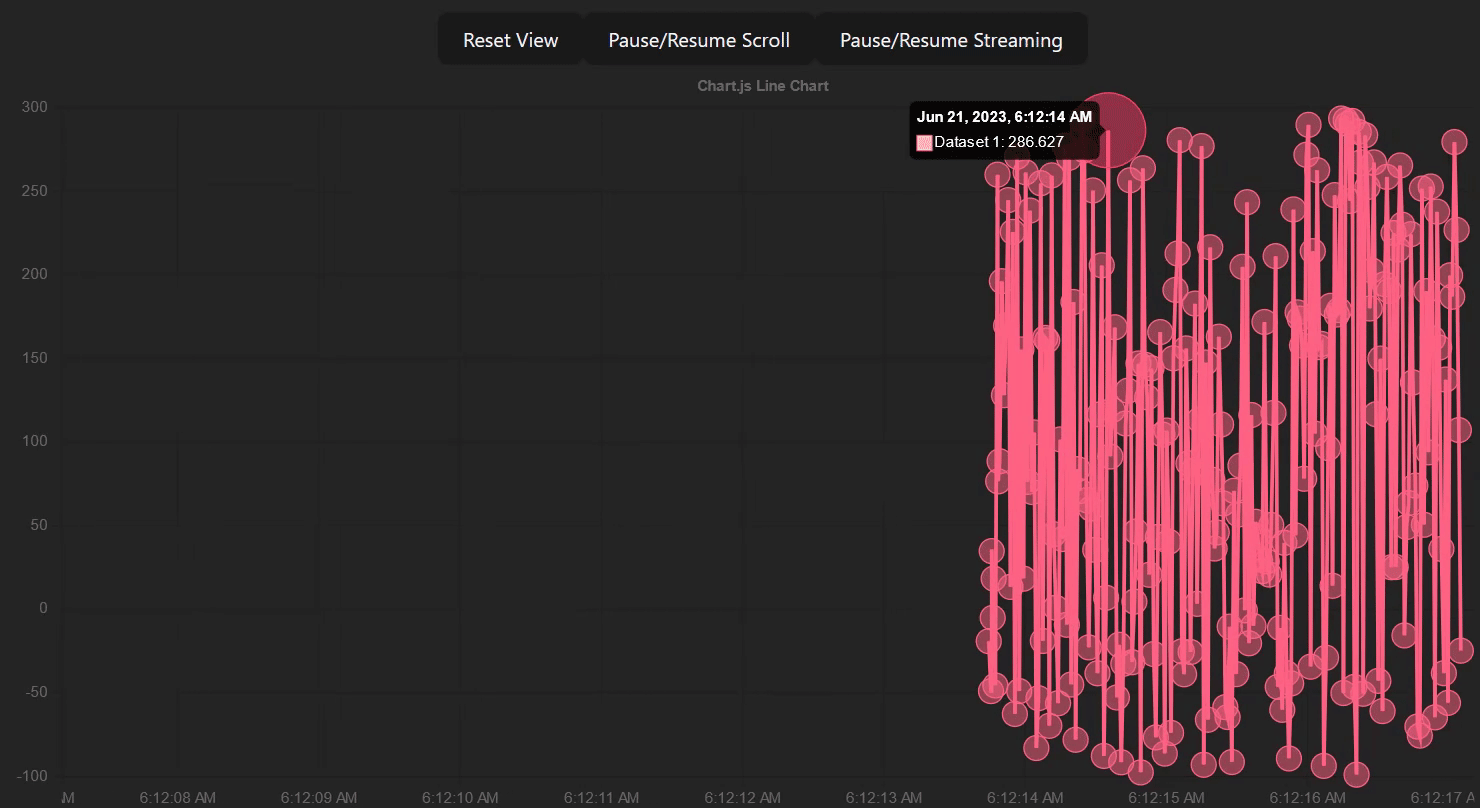 Reset View Pause/Resume Scroll Pause/Resume Streaming
Chart.js Line Chart
300
Jun 21, 2023, 6:12:14 AM
Dataset 1: 286.627
250
200
150
100
50
0
-50
-100
M 6:12:08 AM 6:12:09 AM 6:12:10 AM 6:12:11 AM 6:12:12 AM 6:12:13 AM 6:12:14 AM 6:12:15 AM 6:12:16 AM 6:12:17 A